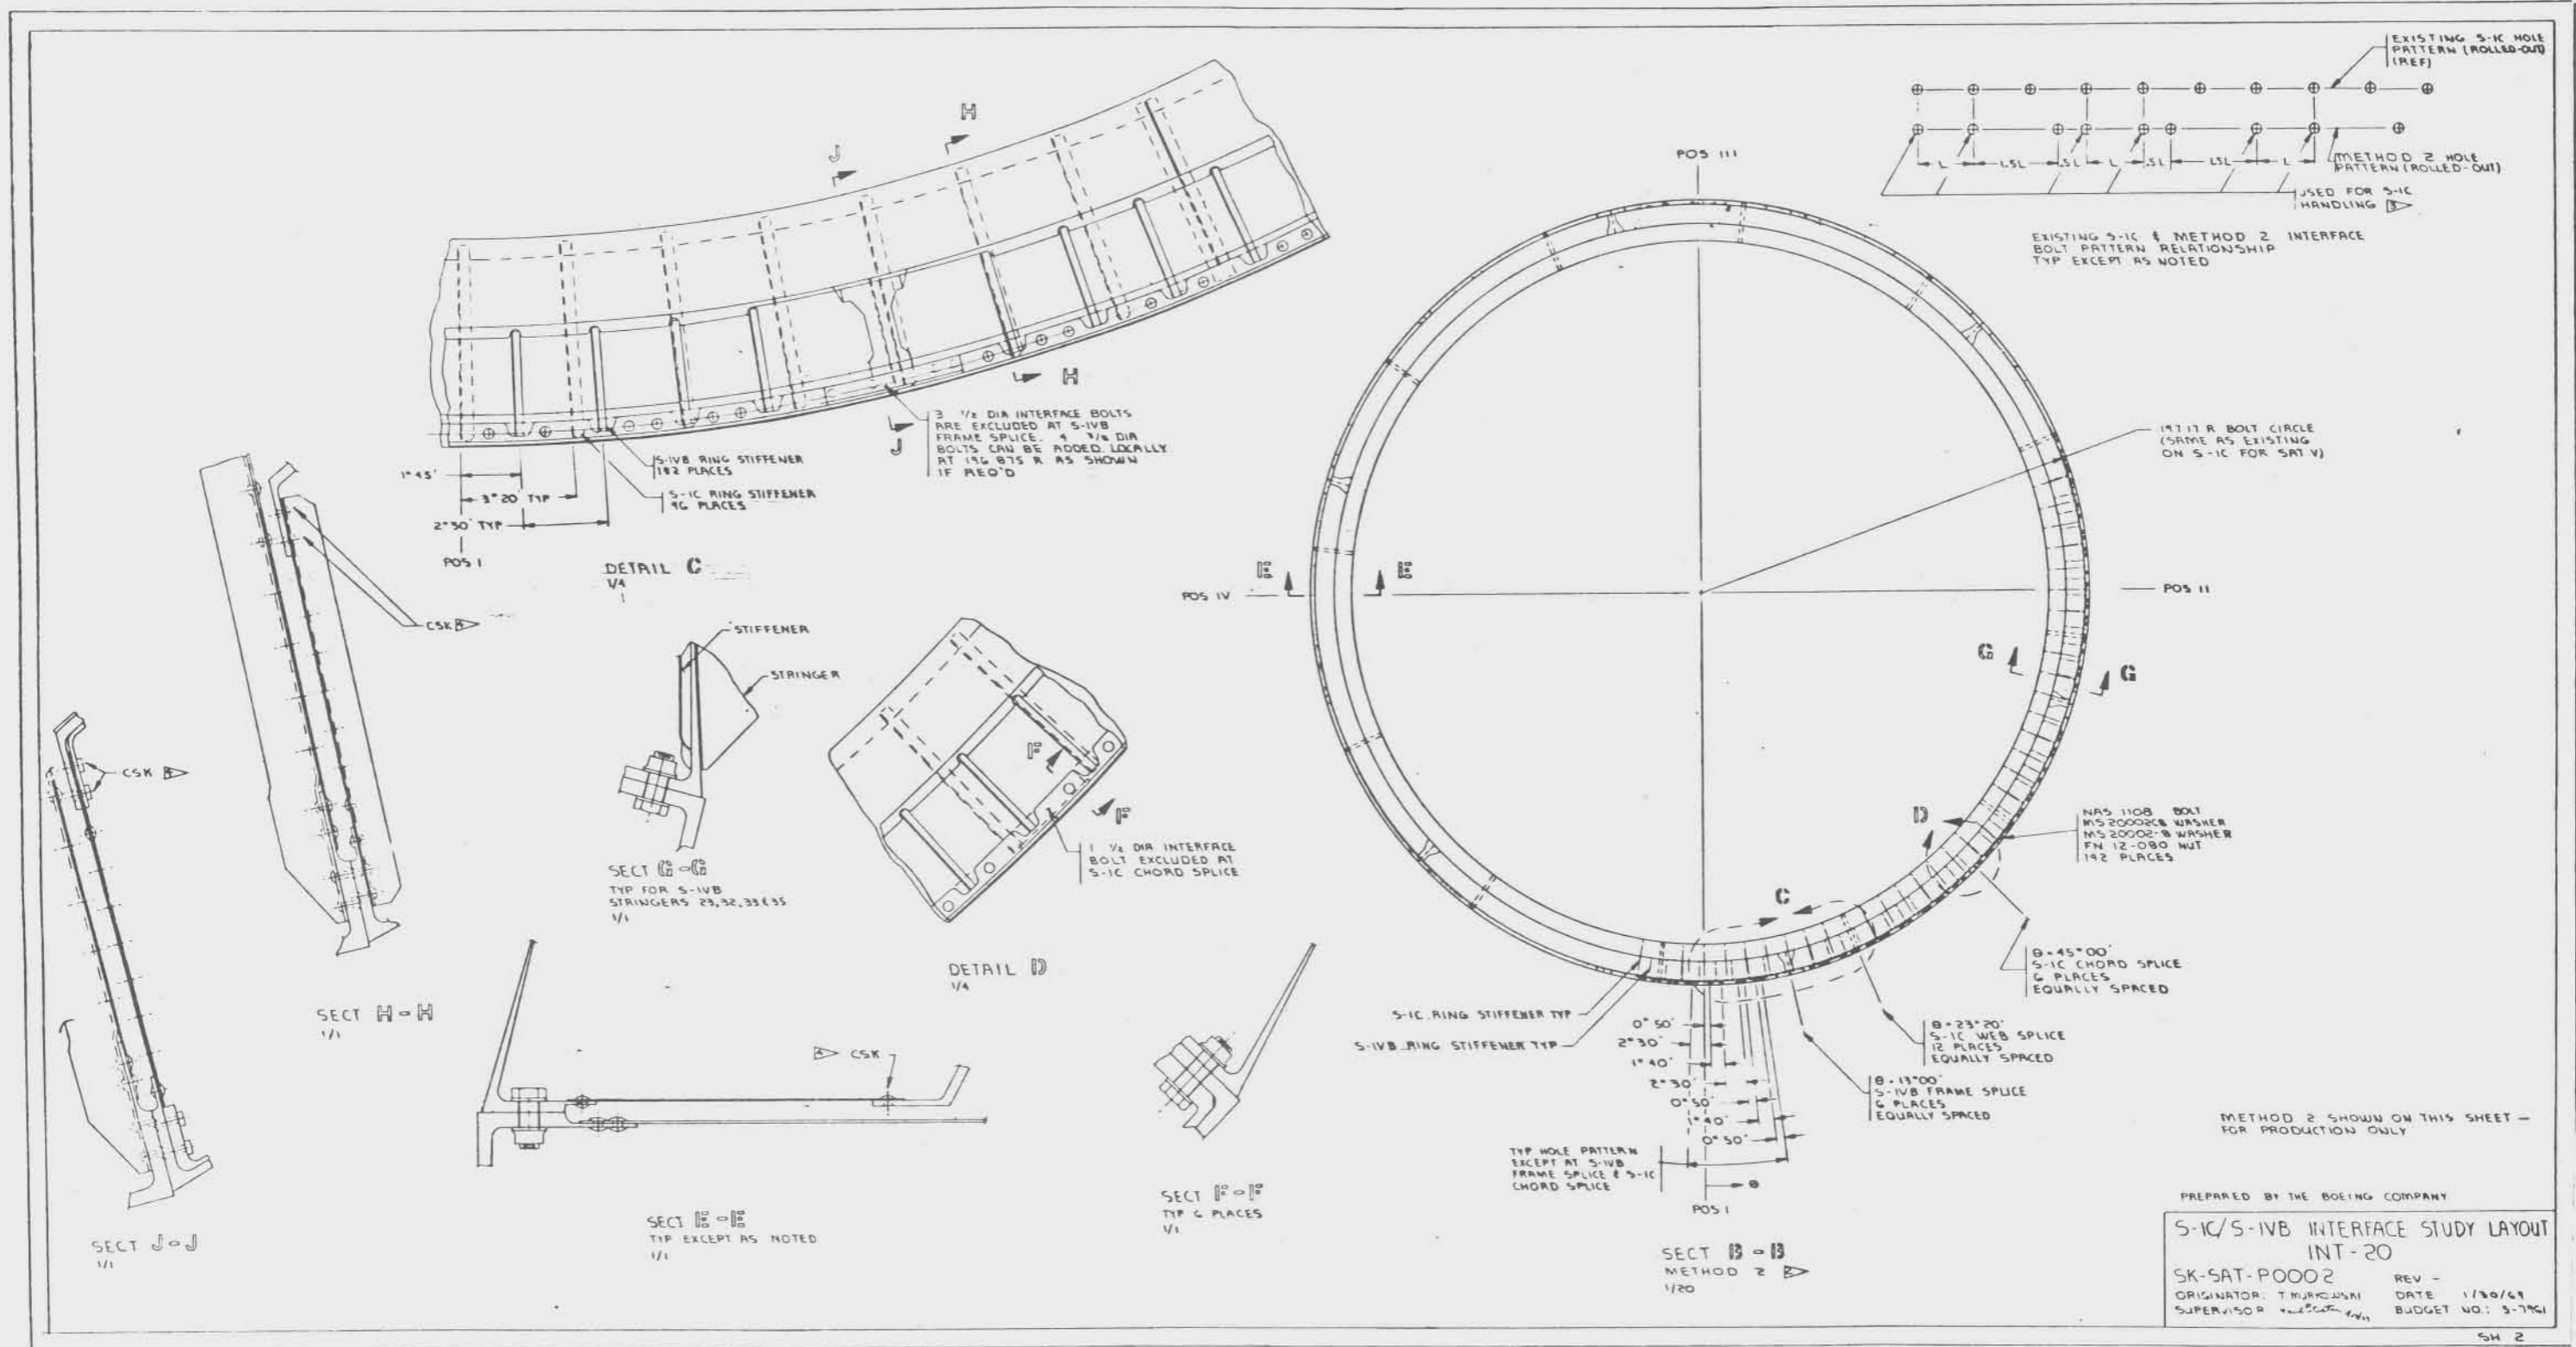 EXISTING S-IC HOLE
PATTERN (ROLLED-OUT)
(REF)
L
1.5L
.5L
L
.5L
1.5L
L
METHOD 2 HOLE
PATTERN (ROLLED-OUT)
USED FOR S-IC
HANDLING
EXISTING S-IC & METHOD 2 INTERFACE
BOLT PATTERN RELATIONSHIP
TYP EXCEPT AS NOTED
H
J
H
J
3 1/2 DIA INTERFACE BOLTS
ARE EXCLUDED AT S-IVB
FRAME SPLICE. 4 3/8 DIA
BOLTS CAN BE ADDED LOCALLY
AT 196.875 R AS SHOWN
IF REQ'D
S-IVB RING STIFFENER
S-IC RING STIFFENER
96 PLACES
1°45'
3°20' TYP
2°30' TYP
POS I
DETAIL C
1/4
CSK
CSK
STIFFENER
STRINGER
SECT G-G
TYP FOR S-IVB
STRINGERS 23,32,33&35
1/1
F
F
1 1/2 DIA INTERFACE
BOLT EXCLUDED AT
S-IC CHORD SPLICE
DETAIL D
1/4
SECT H-H
1/1
SECT J-J
1/1
CSK
SECT E-E
TYP EXCEPT AS NOTED
1/1
SECT F-F
TYP 6 PLACES
1/1
POS III
POS IV
POS II
E
E
G
G
D
C
197.17 R BOLT CIRCLE
(SAME AS EXISTING
ON S-IC FOR SAT V)
NAS 1108 BOLT
MS 20002C8 WASHER
MS 20002-8 WASHER
FN 12-080 NUT
192 PLACES
θ=45°00'
S-IC CHORD SPLICE
6 PLACES
EQUALLY SPACED
θ=23°20'
S-IC WEB SPLICE
12 PLACES
EQUALLY SPACED
θ=13°00'
S-IVB FRAME SPLICE
6 PLACES
EQUALLY SPACED
S-IC RING STIFFENER TYP
S-IVB RING STIFFENER TYP
0°50'
2°30'
1°40'
2°30'
0°50'
1°40'
0°50'
TYP HOLE PATTERN
EXCEPT AT S-IVB
FRAME SPLICE & S-IC
CHORD SPLICE
θ
POS I
SECT B-B
METHOD 2
1/20
METHOD 2 SHOWN ON THIS SHEET -
FOR PRODUCTION ONLY
PREPARED BY THE BOEING COMPANY
S-IC/S-IVB INTERFACE STUDY LAYOUT
INT-20
SK-SAT-P0002
REV -
ORIGINATOR: T
DATE 1/30/69
SUPERVISOR
BUDGET NO.: S-7961
SH 2